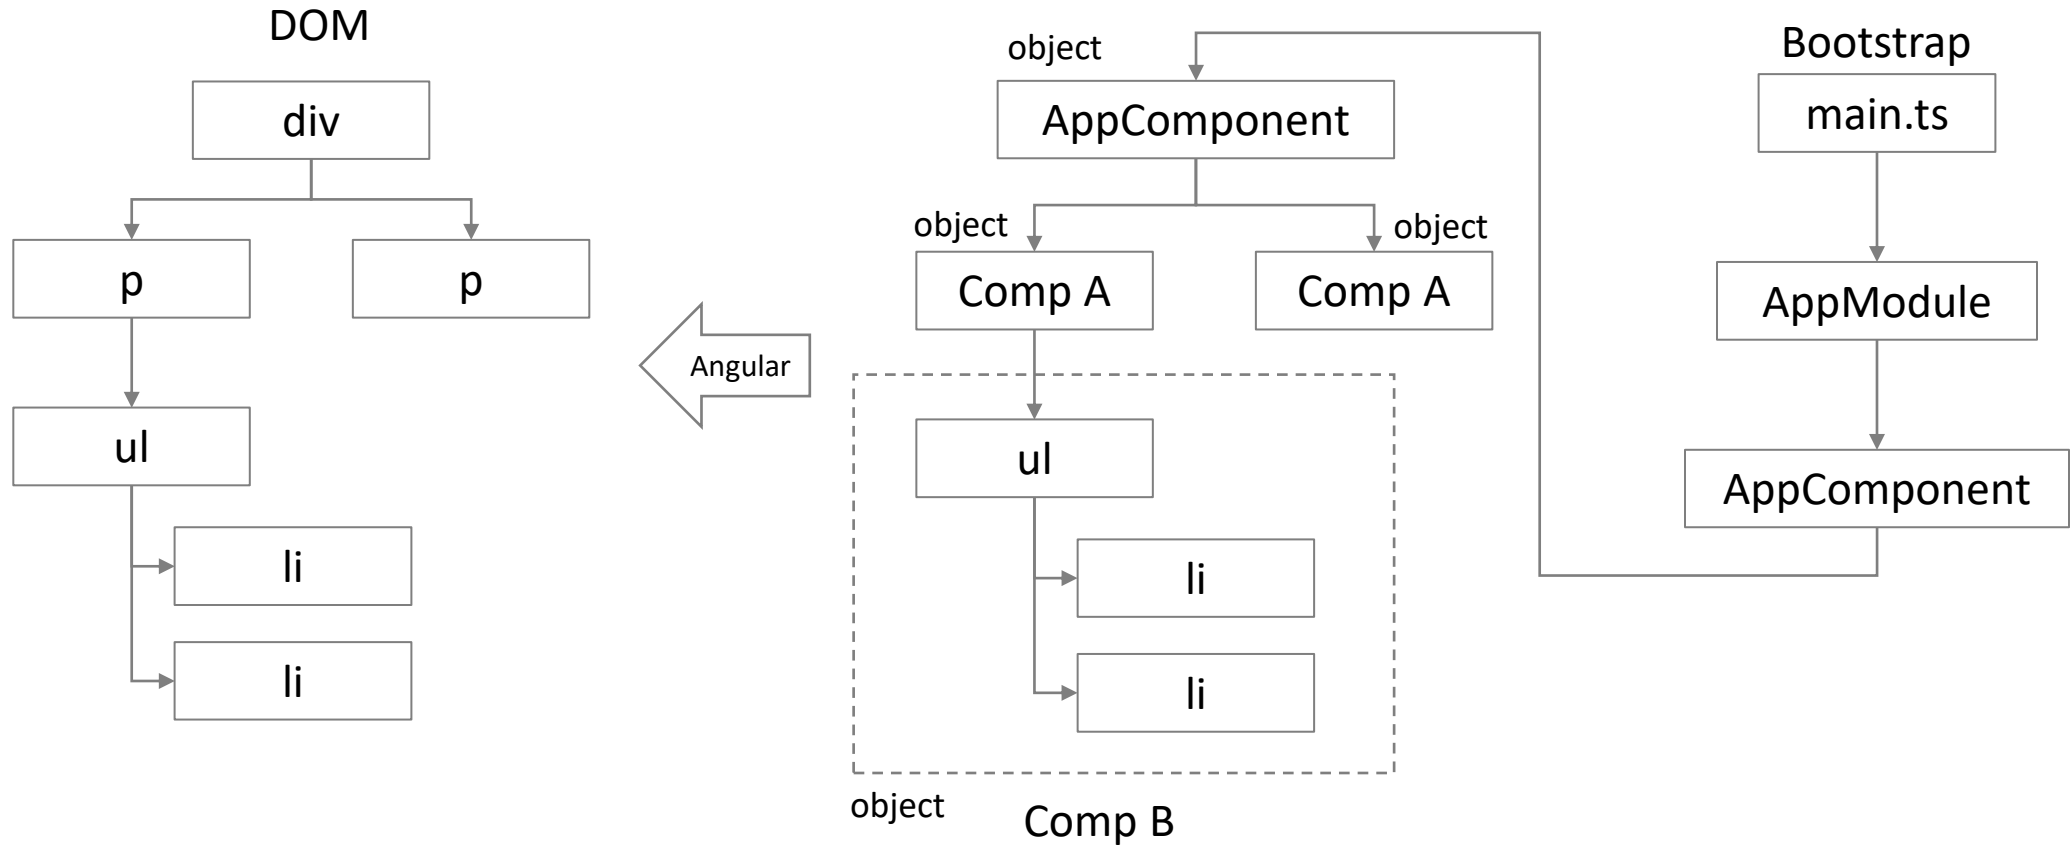 DOM
div
p
p
ul
li
li
Angular
object
AppComponent
object
object
Comp A
Comp A
ul
li
li
object
Comp B
Bootstrap
main.ts
AppModule
AppComponent